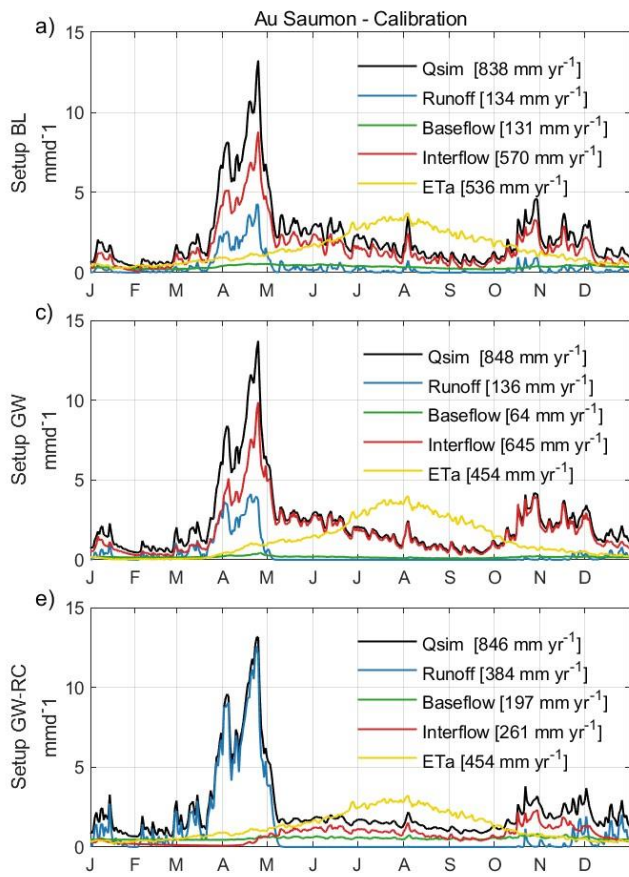 Au Saumon - Calibration
a)
Setup BL
mmd⁻¹
15
10
5
0
Qsim [838 mm yr⁻¹]
Runoff [134 mm yr⁻¹]
Baseflow [131 mm yr⁻¹]
Interflow [570 mm yr⁻¹]
ETa [536 mm yr⁻¹]
J F M A M J J A S O N D
c)
Setup GW
mmd⁻¹
15
10
5
0
Qsim [848 mm yr⁻¹]
Runoff [136 mm yr⁻¹]
Baseflow [64 mm yr⁻¹]
Interflow [645 mm yr⁻¹]
ETa [454 mm yr⁻¹]
J F M A M J J A S O N D
e)
Setup GW-RC
mmd⁻¹
15
10
5
0
Qsim [846 mm yr⁻¹]
Runoff [384 mm yr⁻¹]
Baseflow [197 mm yr⁻¹]
Interflow [261 mm yr⁻¹]
ETa [454 mm yr⁻¹]
J F M A M J J A S O N D